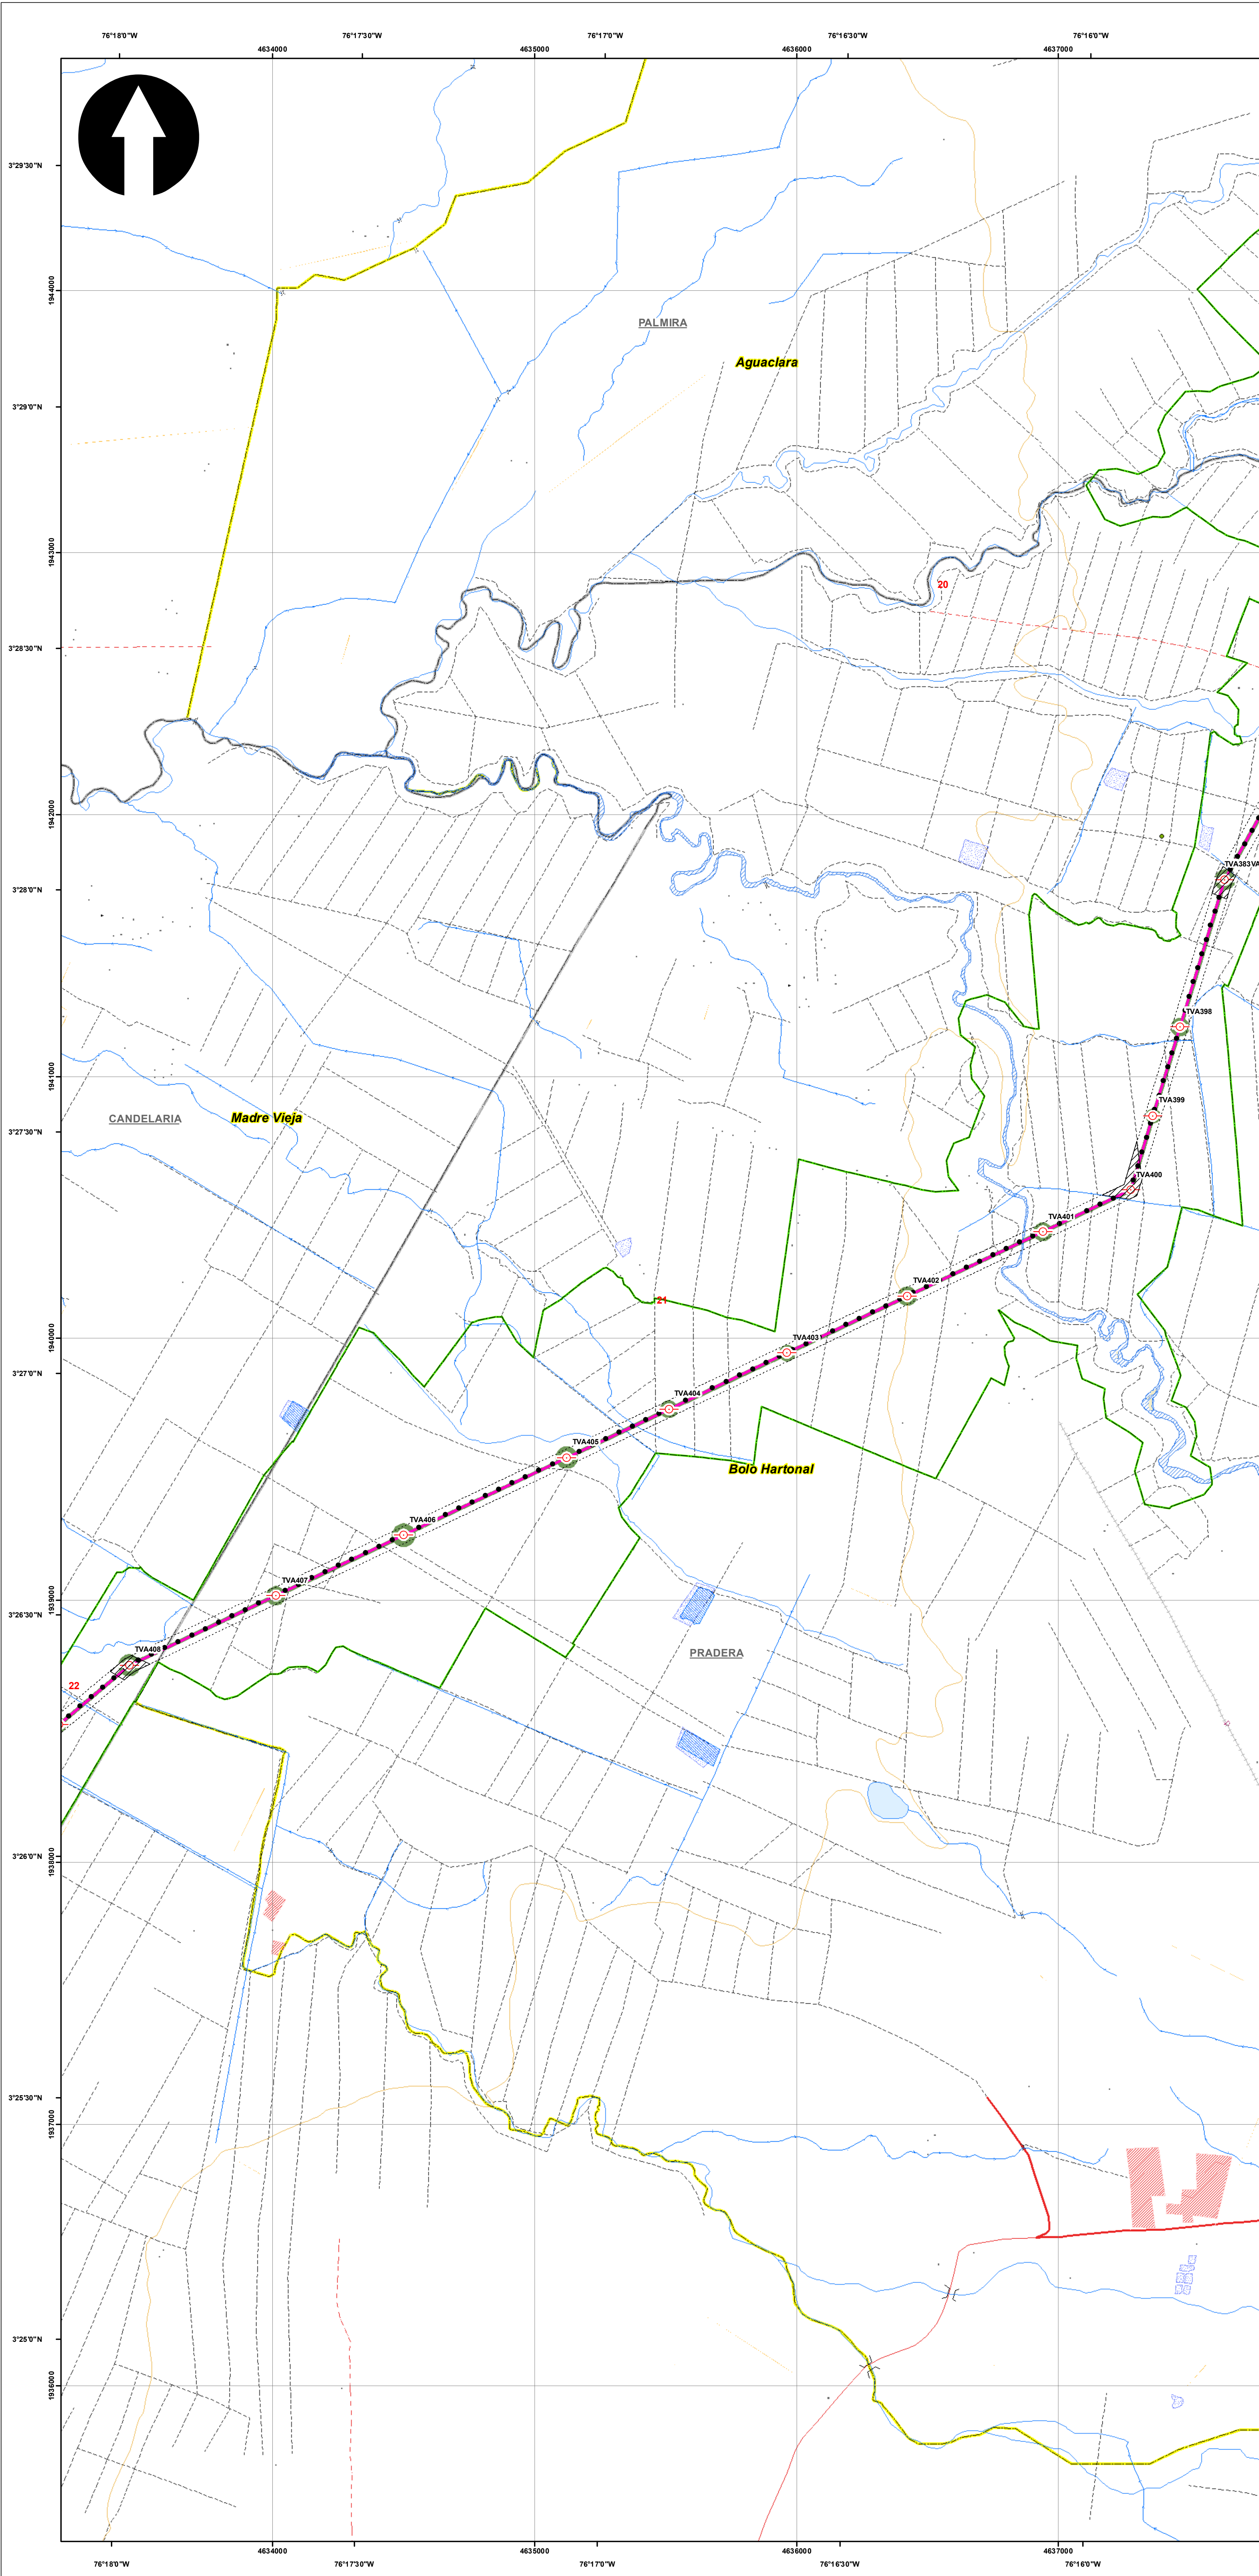 76°18'0"W
76°17'30"W
76°17'0"W
76°16'30"W
76°16'0"W
4634000
4635000
4636000
4637000
3°29'30"N
1944000
PALMIRA
Aguaclara
3°29'0"N
1943000
20
3°28'30"N
1942000
TVA383VA
3°28'0"N
TVA398
1941000
TVA399
CANDELARIA
Madre Vieja
3°27'30"N
TVA400
TVA401
TVA402
21
1940000
TVA403
3°27'0"N
TVA404
TVA405
Bolo Hartonal
TVA406
TVA407
1939000
3°26'30"N
TVA408
PRADERA
22
3°26'0"N
1938000
3°25'30"N
1937000
3°25'0"N
1936000
4634000
4635000
4636000
4637000
76°18'0"W
76°17'30"W
76°17'0"W
76°16'30"W
76°16'0"W